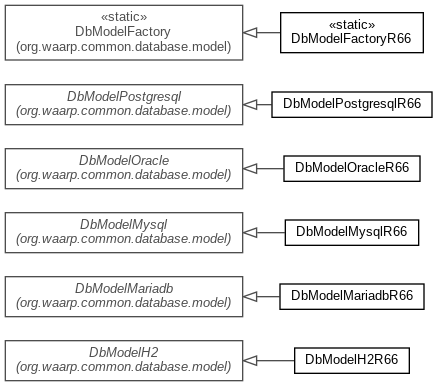 «static»
DbModelFactory
(org.waarp.common.database.model)
«static»
DbModelFactoryR66
DbModelPostgresql
(org.waarp.common.database.model)
DbModelPostgresqlR66
DbModelOracle
(org.waarp.common.database.model)
DbModelOracleR66
DbModelMysql
(org.waarp.common.database.model)
DbModelMysqlR66
DbModelMariadb
(org.waarp.common.database.model)
DbModelMariadbR66
DbModelH2
(org.waarp.common.database.model)
DbModelH2R66